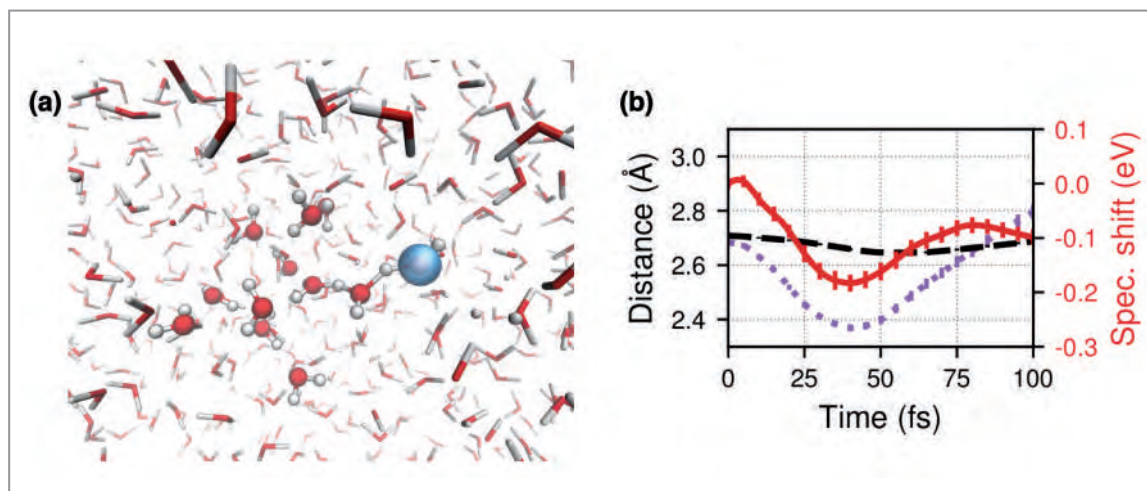 (a)
(b)
Distance (Å)
3.0
2.8
2.6
2.4
0.1
0.0
-0.1
-0.2
-0.3
Spec. shift (eV)
0 25 50 75 100
Time (fs)